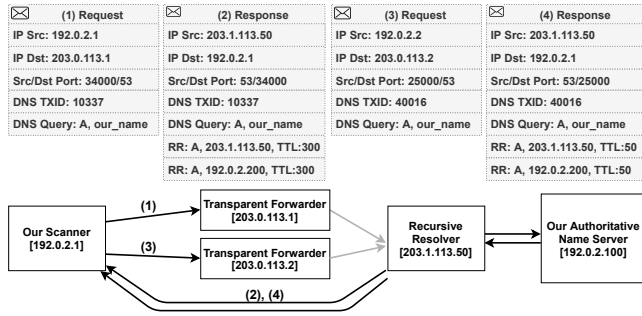 (1) Request
IP Src: 192.0.2.1
IP Dst: 203.0.113.1
Src/Dst Port: 34000/53
DNS TXID: 10337
DNS Query: A, our_name
(2) Response
IP Src: 203.1.113.50
IP Dst: 192.0.2.1
Src/Dst Port: 53/34000
DNS TXID: 10337
DNS Query: A, our_name
RR: A, 203.1.113.50, TTL:300
RR: A, 192.0.2.200, TTL:300
(3) Request
IP Src: 192.0.2.2
IP Dst: 203.0.113.2
Src/Dst Port: 25000/53
DNS TXID: 40016
DNS Query: A, our_name
(4) Response
IP Src: 203.1.113.50
IP Dst: 192.0.2.1
Src/Dst Port: 53/25000
DNS TXID: 40016
DNS Query: A, our_name
RR: A, 203.1.113.50, TTL:50
RR: A, 192.0.2.200, TTL:50
Our Scanner
[192.0.2.1]
(1)
(3)
Transparent Forwarder
[203.0.113.1]
Transparent Forwarder
[203.0.113.2]
(2), (4)
Recursive
Resolver
[203.1.113.50]
Our Authoritative
Name Server
[192.0.2.100]